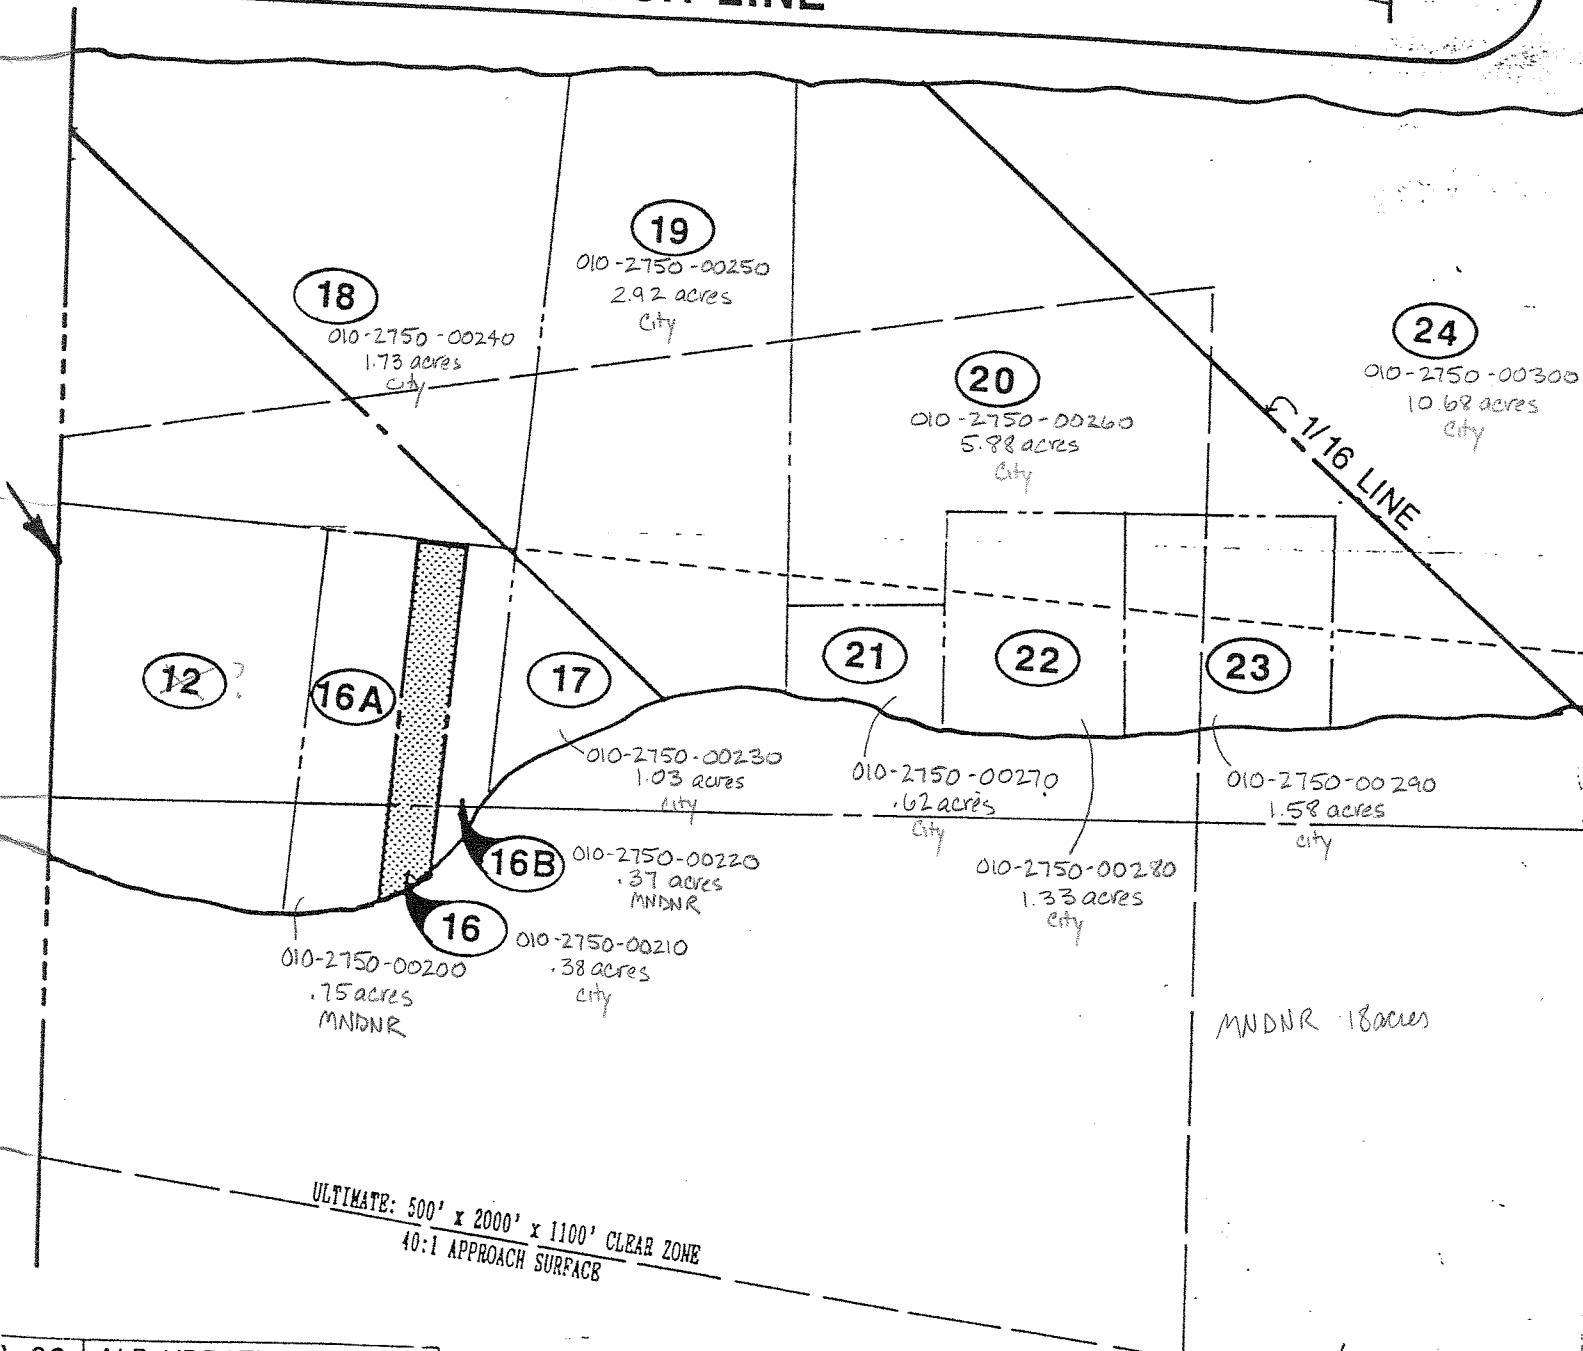 LINE
19
010-2750-00250
2.92 acres
City
18
010-2750-00240
1.73 acres
City
24
010-2750-00300
10.68 acres
City
20
010-2750-00260
5.88 acres
City
1/16 LINE
12 ?
16A
17
21
22
23
010-2750-00230
1.03 acres
City
010-2750-00270
.62 acres
City
010-2750-00290
1.58 acres
City
16B
010-2750-00220
.37 acres
MNDNR
010-2750-00280
1.33 acres
City
16
010-2750-00210
.38 acres
City
010-2750-00200
.75 acres
MNDNR
MNDNR 18 acres
ULTIMATE: 500' x 2000' x 1100' CLEAR ZONE
40:1 APPROACH SURFACE